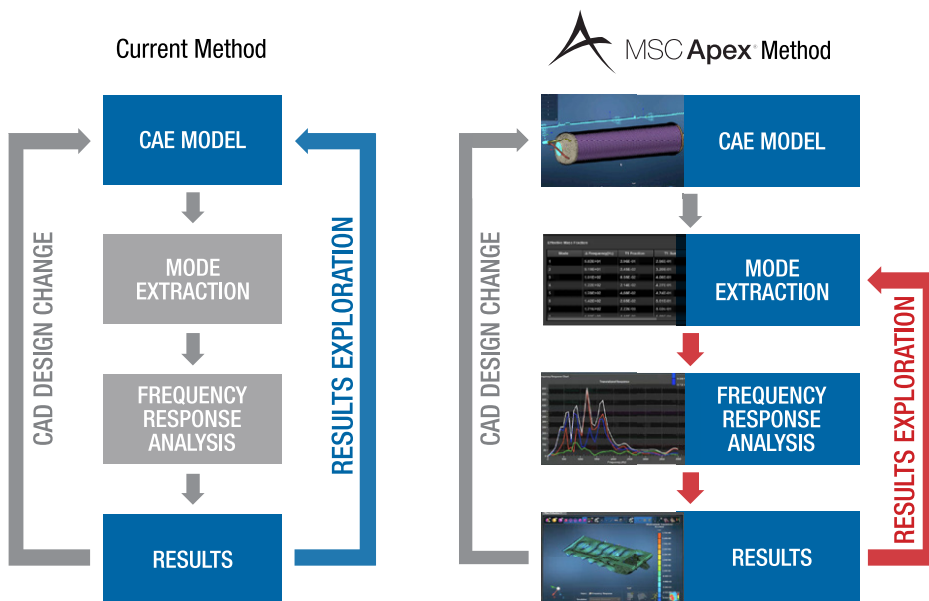 Current Method
CAE MODEL
MODE
EXTRACTION
FREQUENCY
RESPONSE
ANALYSIS
RESULTS
CAD DESIGN CHANGE
RESULTS EXPLORATION
MSC Apex® Method
CAE MODEL
Mode
MODE
EXTRACTION
FREQUENCY
RESPONSE
ANALYSIS
RESULTS
CAD DESIGN CHANGE
RESULTS EXPLORATION